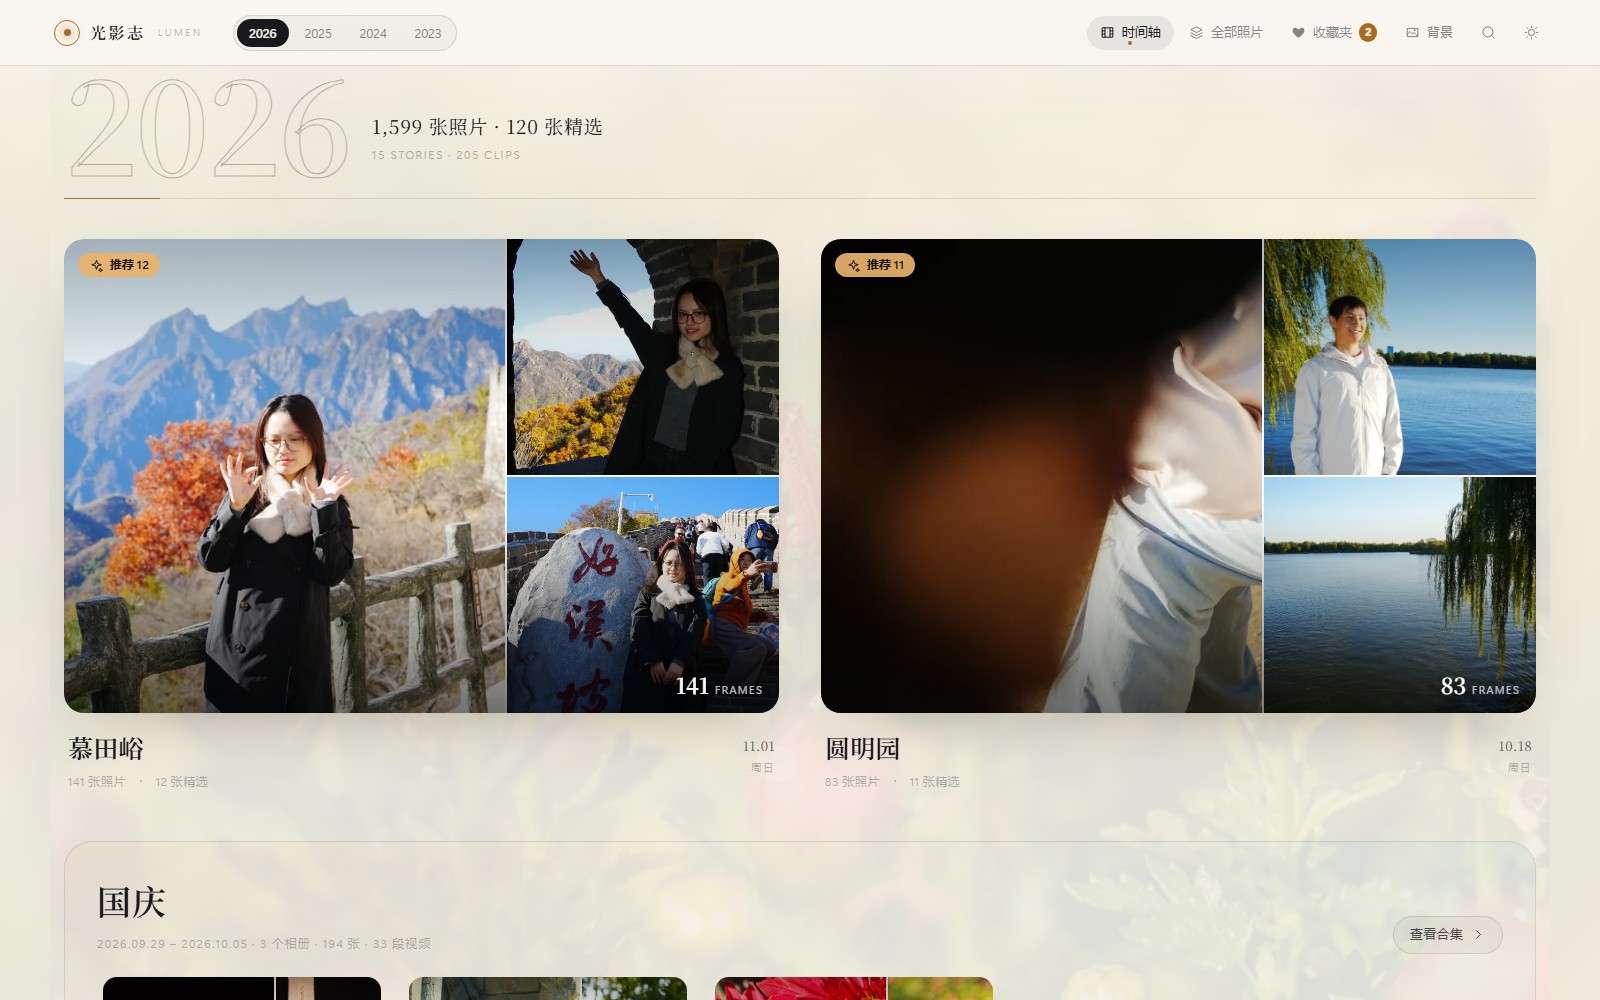 光影志 LUMEN 2026 2025 2024 2023 时间轴 全部照片 收藏夹 2 背景
2026
1,599 张照片 · 120 张精选
15 STORIES · 205 CLIPS
推荐 12
好汉坡
141 FRAMES
慕田峪
11.01
周日
141 张照片 · 12 张精选
推荐 11
83 FRAMES
圆明园
10.18
周日
83 张照片 · 11 张精选
国庆
2026.09.29 – 2026.10.05 · 3 个相册 · 194 张 · 33 段视频
查看合集